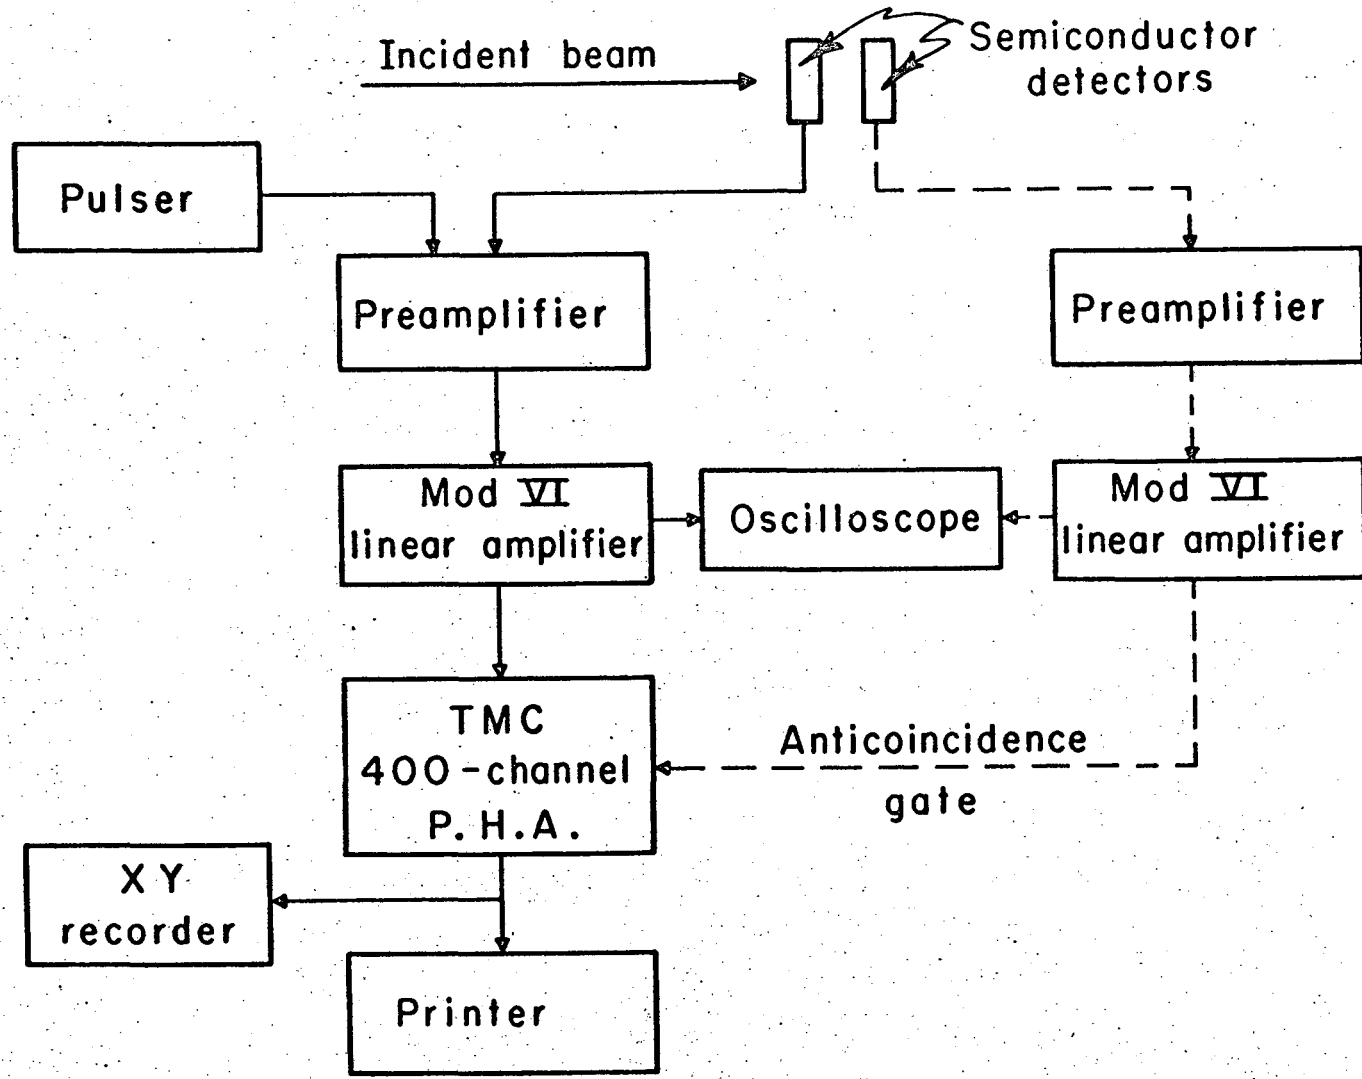 Incident beam
Semiconductor
detectors
Pulser
Preamplifier
Preamplifier
Mod VI
linear amplifier
Oscilloscope
Mod VI
linear amplifier
TMC
400-channel
P.H.A.
Anticoincidence
gate
XY
recorder
Printer